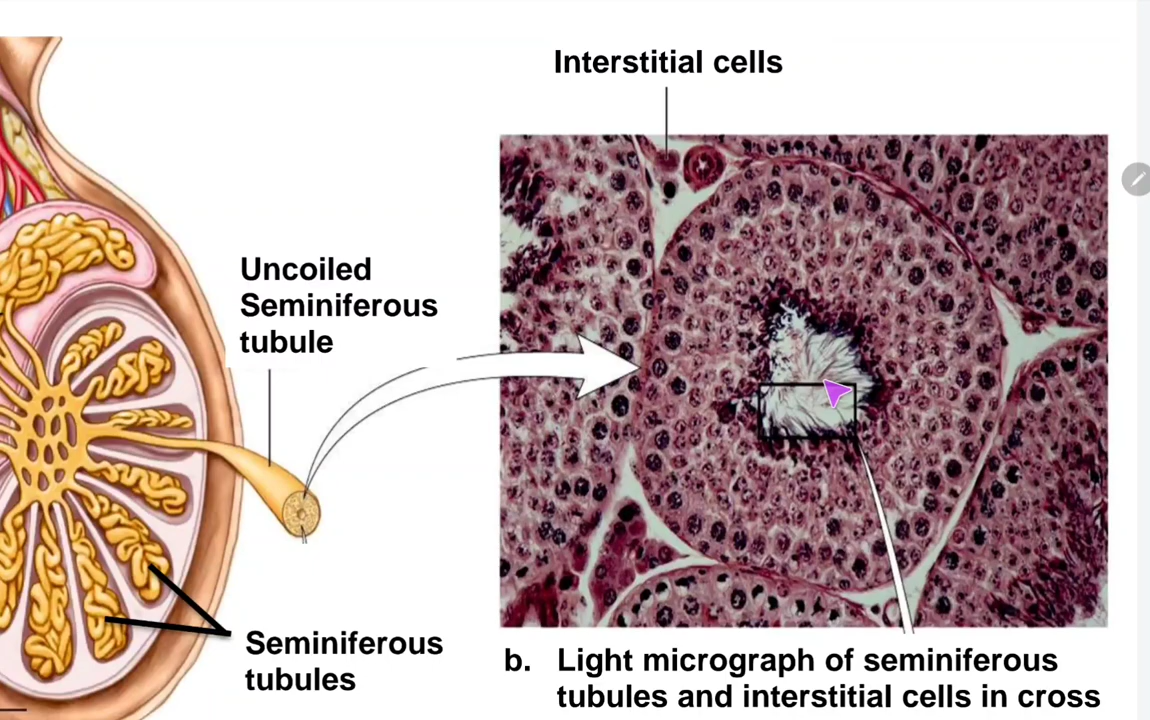 Interstitial cells
Uncoiled
Seminiferous
tubule
Seminiferous
tubules
b. Light micrograph of seminiferous
tubules and interstitial cells in cross